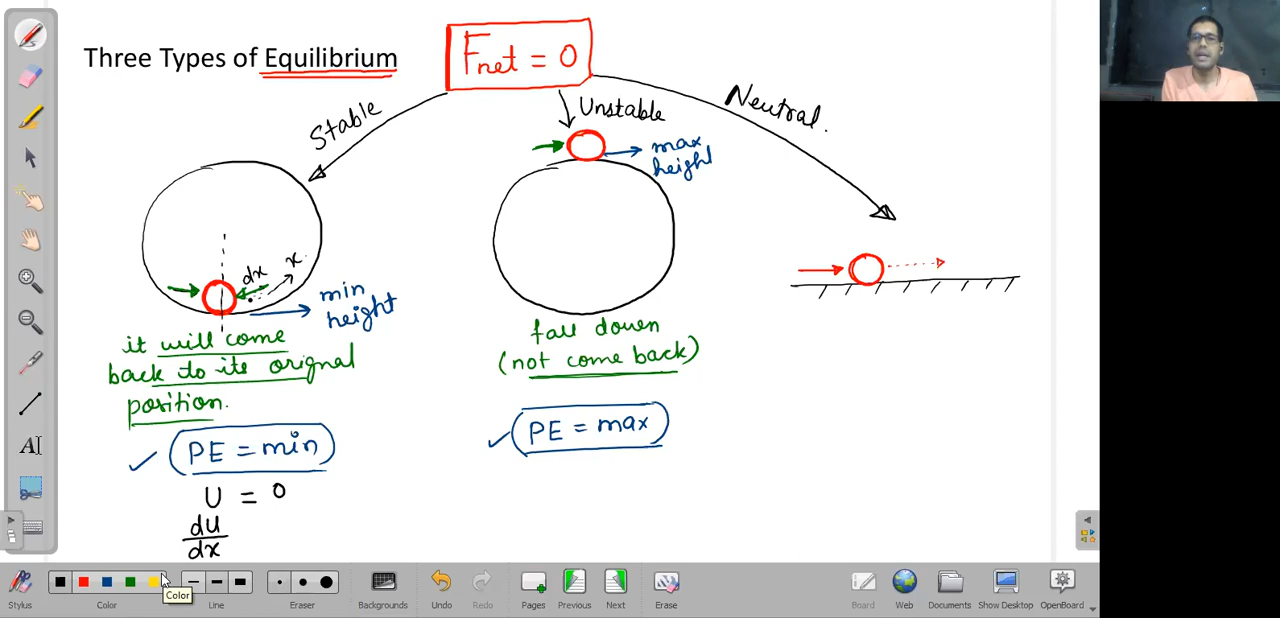 Three Types of Equilibrium
Fnet = 0
Stable
Unstable
Neutral.
max
height
dx
x
min
height
it will come
back to its orignal
position.
fall down
(not come back)
PE = min
PE = max
U = 0
dU
dx
A
Color
Stylus
Color
Line
Eraser
Backgrounds
Undo
Redo
Pages
Previous
Next
Erase
Board
Web
Documents
Show Desktop
OpenBoard